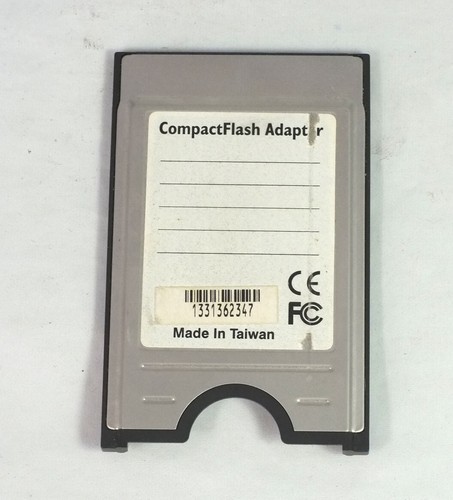 CompactFlash Adapter
CE
FC
1331362347
Made In Taiwan